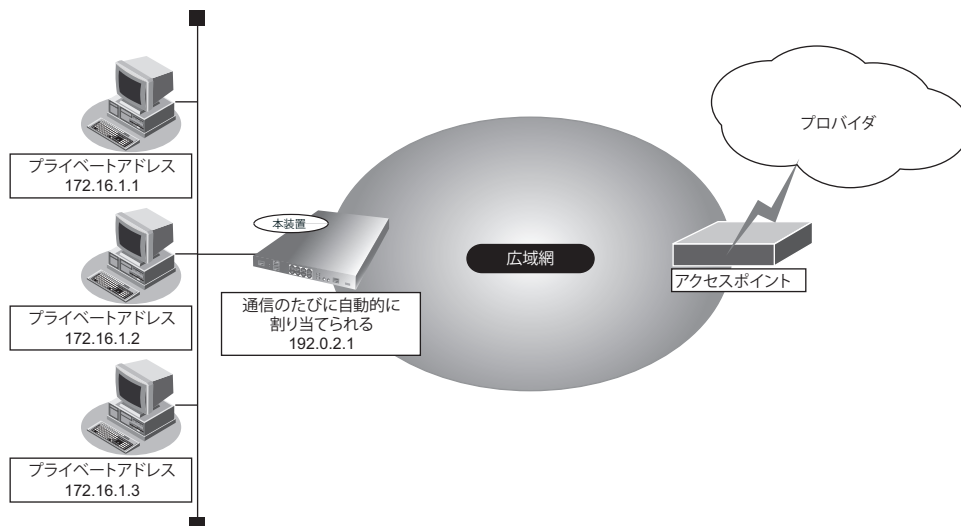 プライベートアドレス
172.16.1.1
プライベートアドレス
172.16.1.2
プライベートアドレス
172.16.1.3
本装置
通信のたびに自動的に
割り当てられる
192.0.2.1
広域網
アクセスポイント
プロバイダ